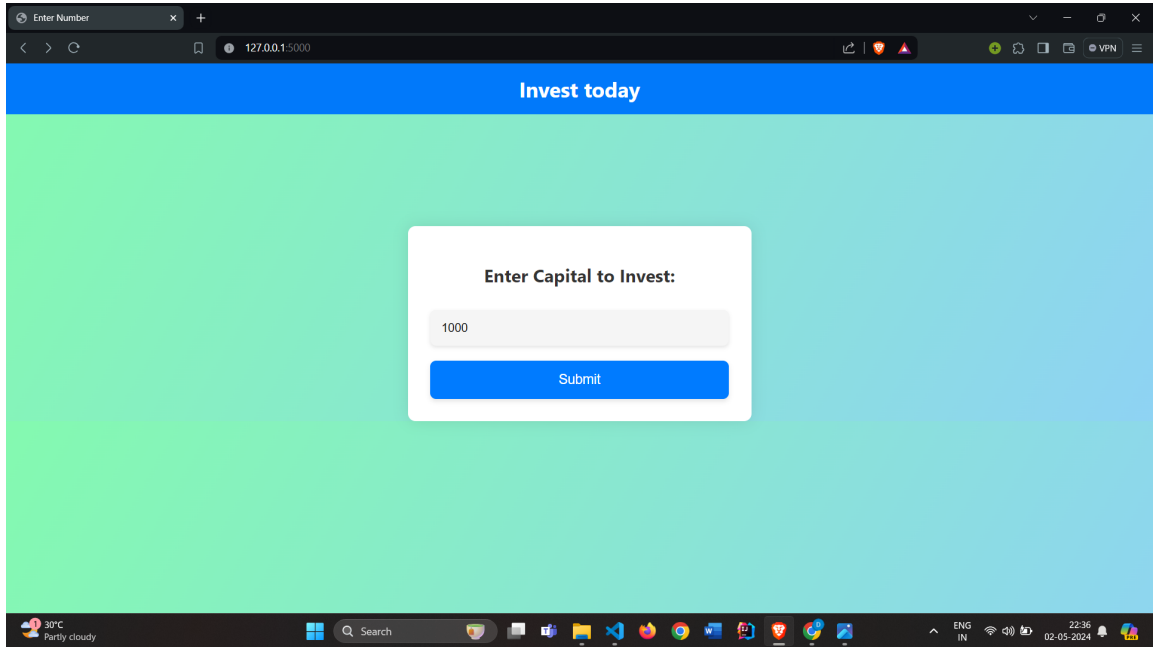 Enter Number
127.0.0.1:5000
VPN
Invest today
Enter Capital to Invest:
1000
Submit
1
30°C
Partly cloudy
Search
ENG
IN
22:36
02-05-2024